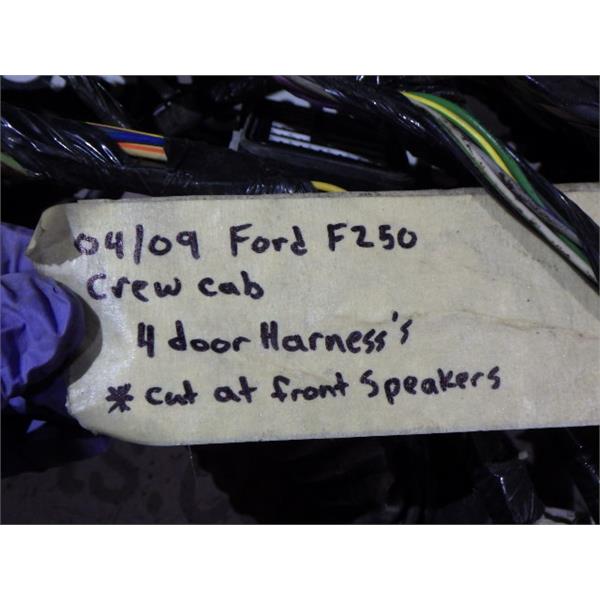 04/09 Ford F250
Crew cab
4 door Harness's
* cut at front Speakers